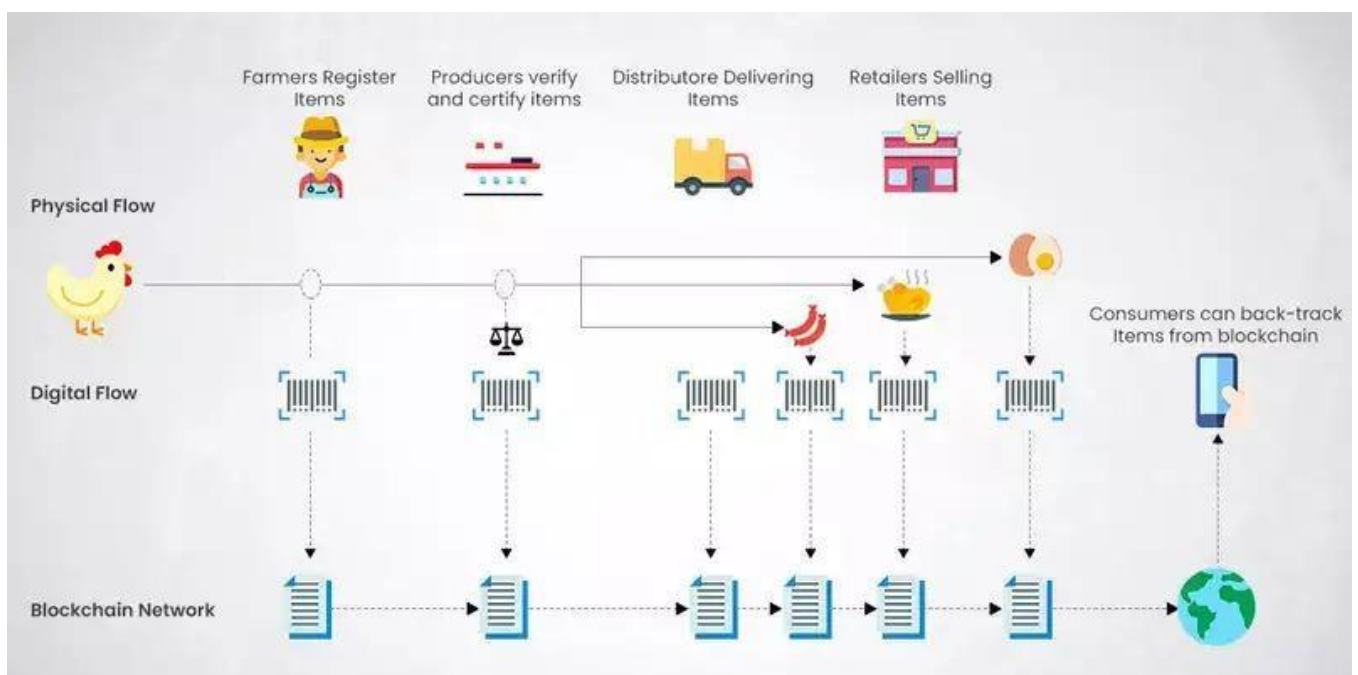 Farmers Register
Items
Producers verify
and certify items
Distributore Delivering
Items
Retailers Selling
Items
Physical Flow
Consumers can back-track
Items from blockchain
Digital Flow
Blockchain Network